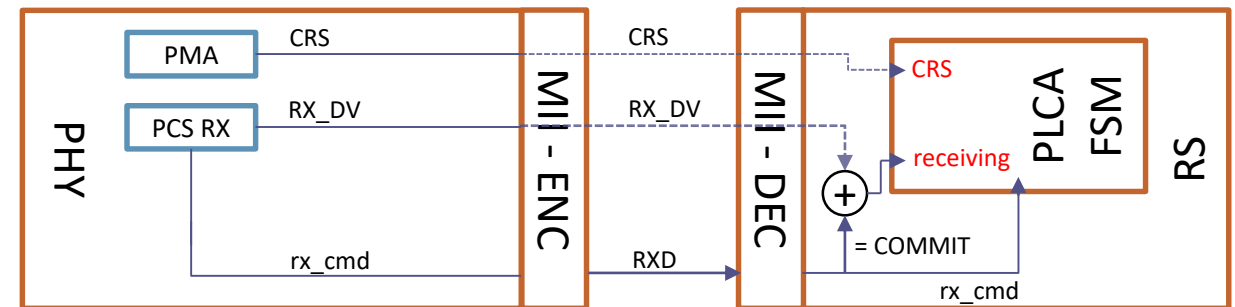 CRS
CRS
PMA
CRS
RX_DV
RX_DV
PCS RX
receiving
+
= COMMIT
rx_cmd
RXD
rx_cmd
PHY
MII - ENC
MII - DEC
PLCA
FSM
RS